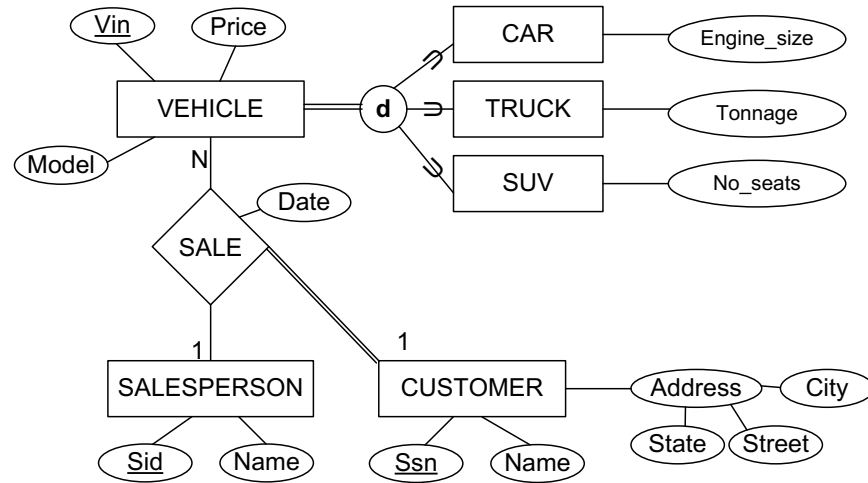 Vin
Price
CAR
Engine_size
VEHICLE
d
U
U
U
TRUCK
Tonnage
Model
N
SUV
No_seats
Date
SALE
1
1
SALESPERSON
CUSTOMER
Address
City
Sid
Name
Ssn
Name
State
Street